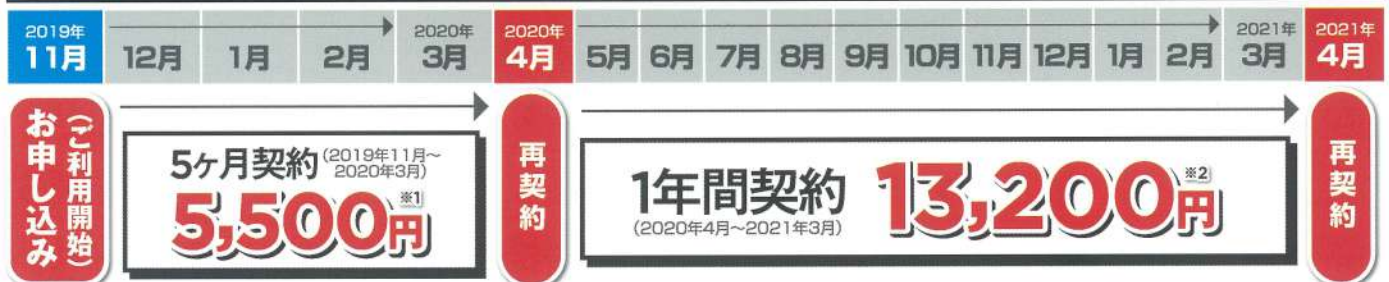 2019年
11月
12月
1月
2月
2020年
3月
2020年
4月
5月
6月
7月
8月
9月
10月
11月
12月
1月
2月
2021年
3月
2021年
4月
お申し込み
(ご利用開始)
5ヶ月契約(2019年11月～
2020年3月)
5,500円※1
再契約
1年間契約
(2020年4月～2021年3月)
13,200円※2
再契約